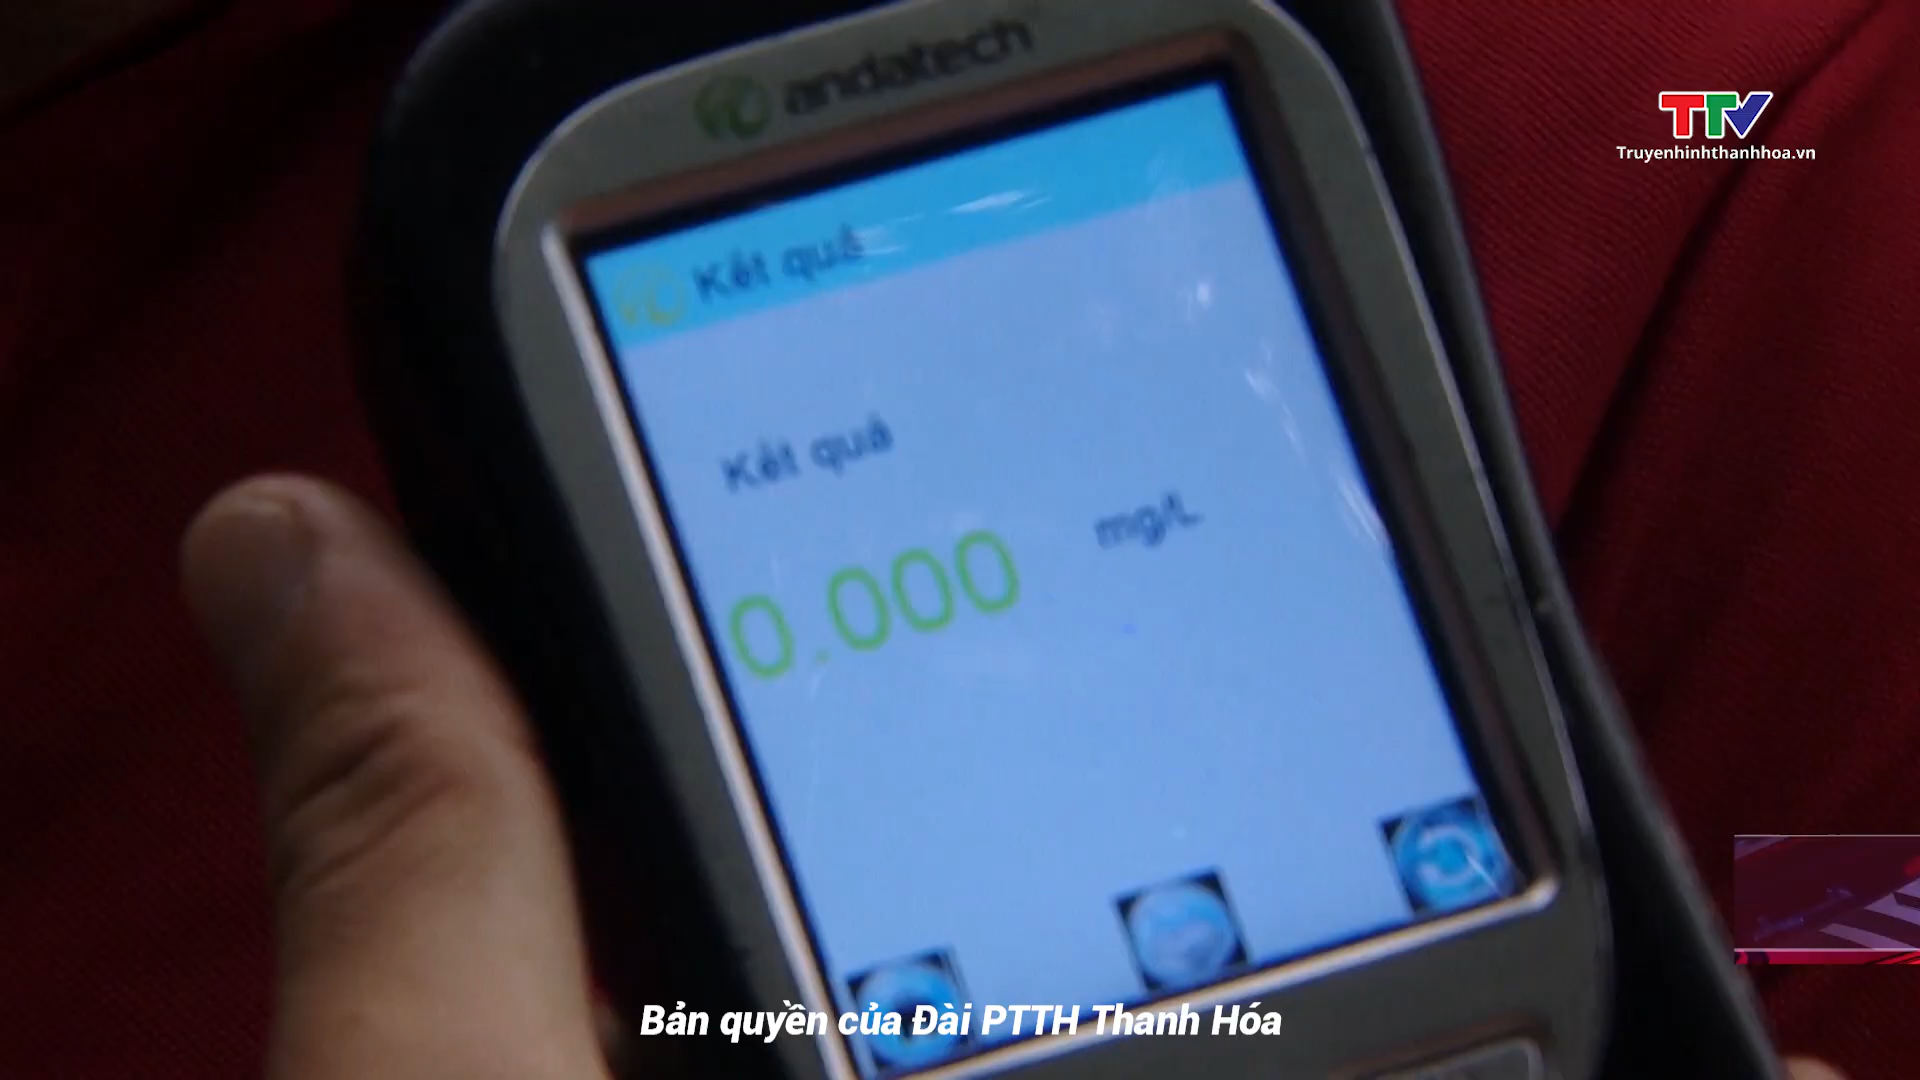 andatech
TTV
Truyenhinhthanhhoa.vn
Kết quả
Kết quả
mg/L
0.000
Bản quyền của Đài PTTH Thanh Hóa